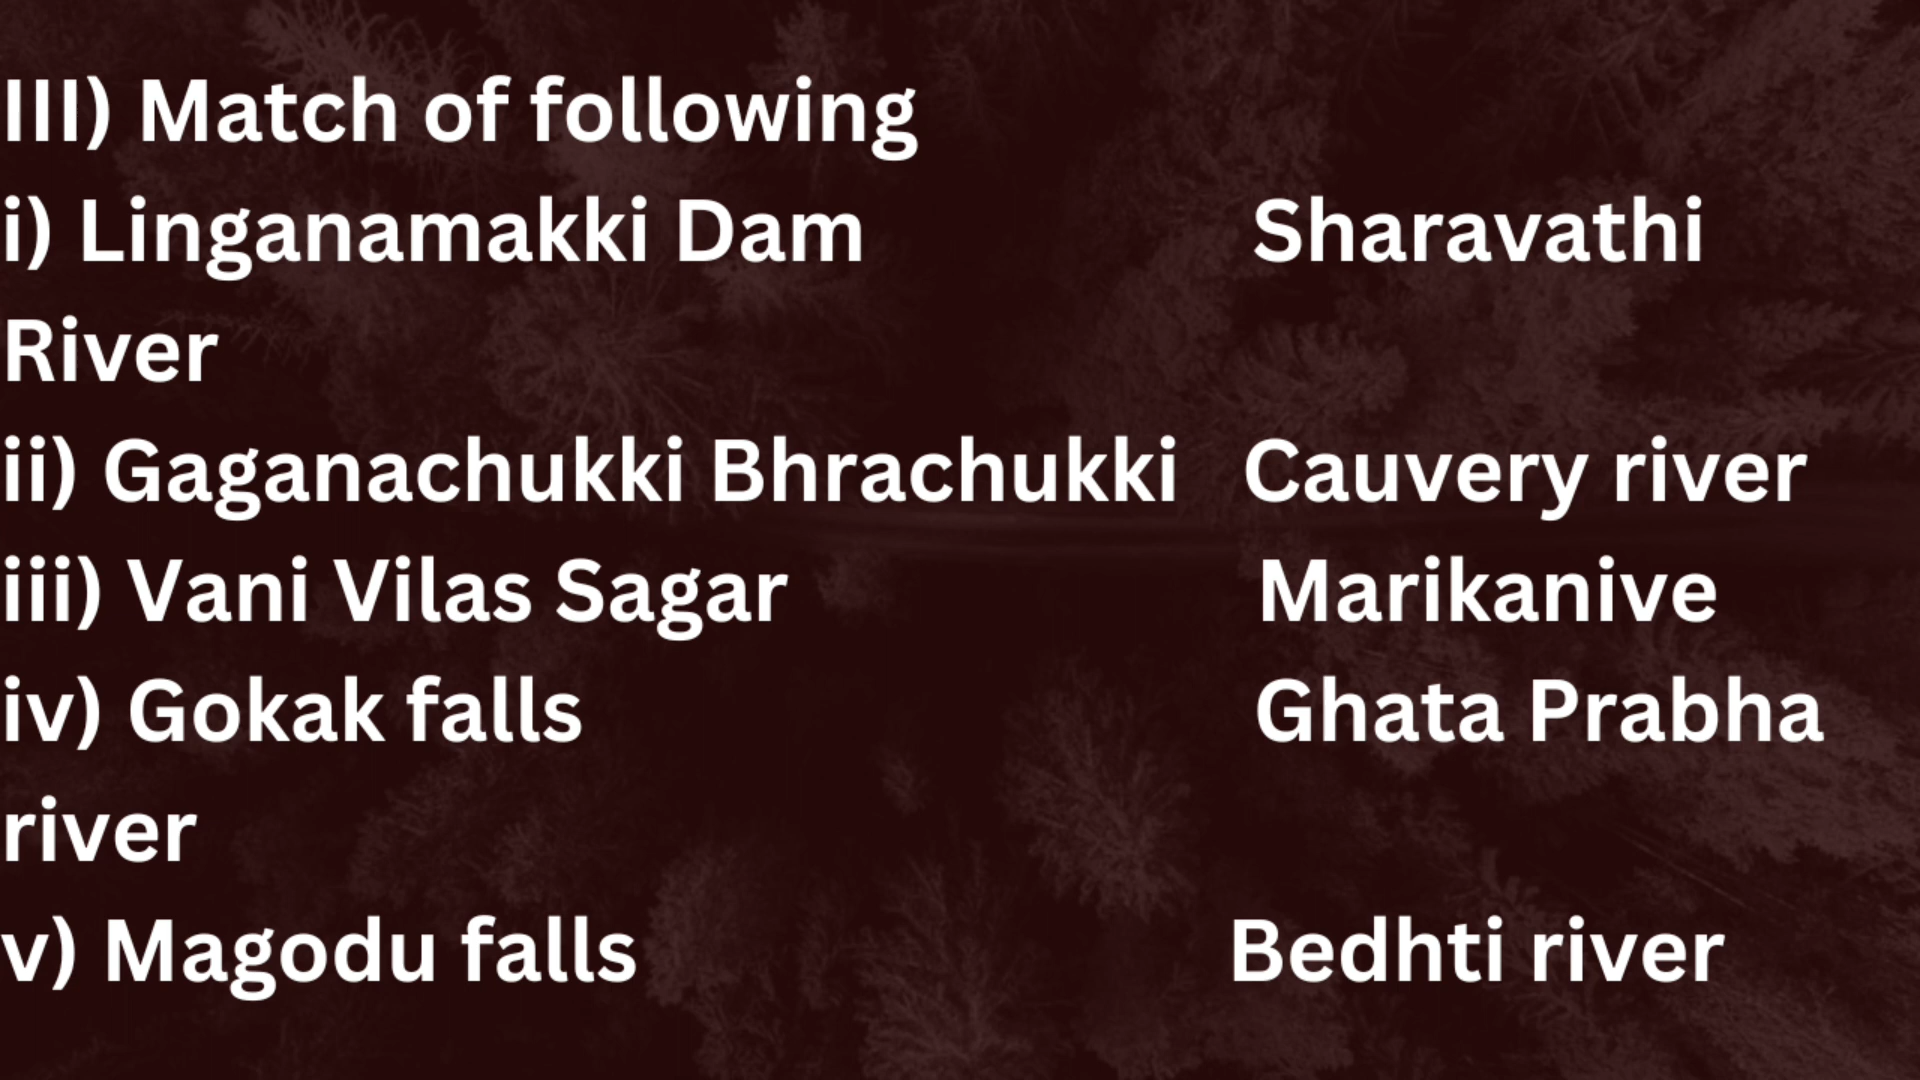 III) Match of following
i) Linganamakki Dam Sharavathi
River
ii) Gaganachukki Bhrachukki Cauvery river
iii) Vani Vilas Sagar Marikanive
iv) Gokak falls Ghata Prabha
river
v) Magodu falls Bedhti river